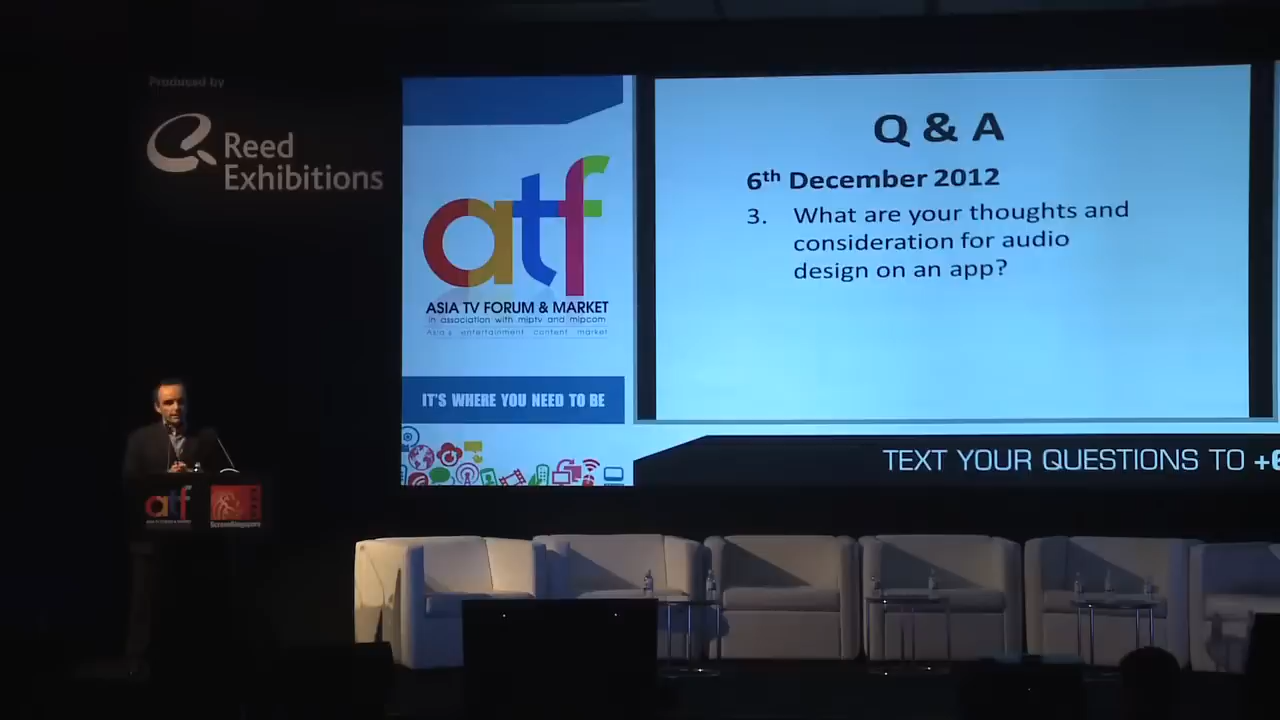 Produced by
Reed
Exhibitions
atf
ASIA TV FORUM & MARKET
in association with miptv and mipcom
Asia's entertainment content market
IT'S WHERE YOU NEED TO BE
Q & A
6th December 2012
3. What are your thoughts and
consideration for audio
design on an app?
TEXT YOUR QUESTIONS TO +6
atf
ScreenSingapore